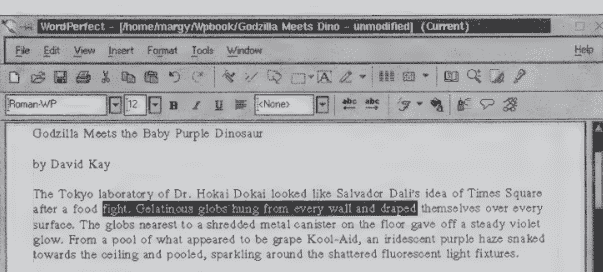 WordPerfect - [/home/margy/Wpbook/Godzilla Meets Dino - unmodified] (Current)
File Edit View Insert Format Tools Window Help
Roman-WP 12 B I U <None> abc abc
Godzilla Meets the Baby Purple Dinosaur
by David Kay
The Tokyo laboratory of Dr. Hokai Dokai looked like Salvador Dali's idea of Times Square
after a food fight. Gelatinous globs hung from every wall and draped themselves over every
surface. The globs nearest to a shredded metal canister on the floor gave off a steady violet
glow. From a pool of what appeared to be grape Kool-Aid, an iridescent purple haze snaked
towards the ceiling and pooled, sparkling around the shattered fluorescent light fixtures.